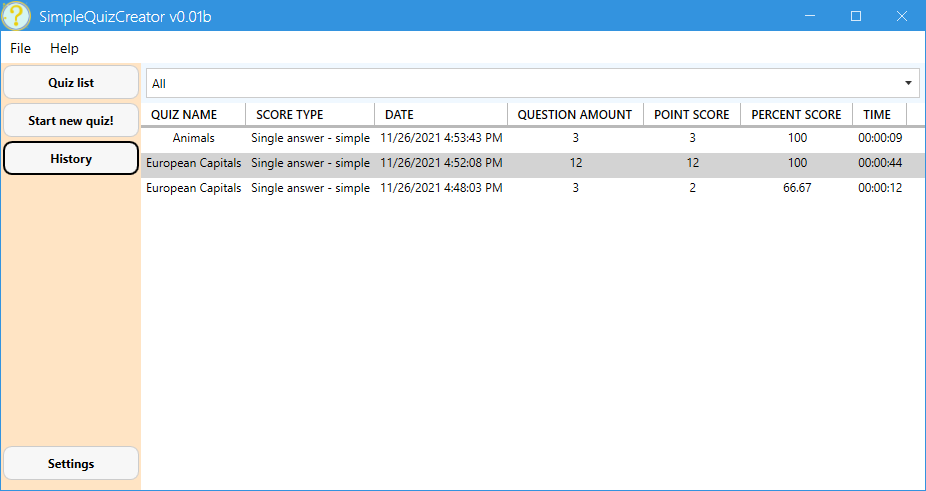 SimpleQuizCreator v0.01b
File Help
Quiz list
Start new quiz!
History
Settings
All
QUIZ NAME SCORE TYPE DATE QUESTION AMOUNT POINT SCORE PERCENT SCORE TIME
Animals Single answer - simple 11/26/2021 4:53:43 PM 3 3 100 00:00:09
European Capitals Single answer - simple 11/26/2021 4:52:08 PM 12 12 100 00:00:44
European Capitals Single answer - simple 11/26/2021 4:48:03 PM 3 2 66.67 00:00:12